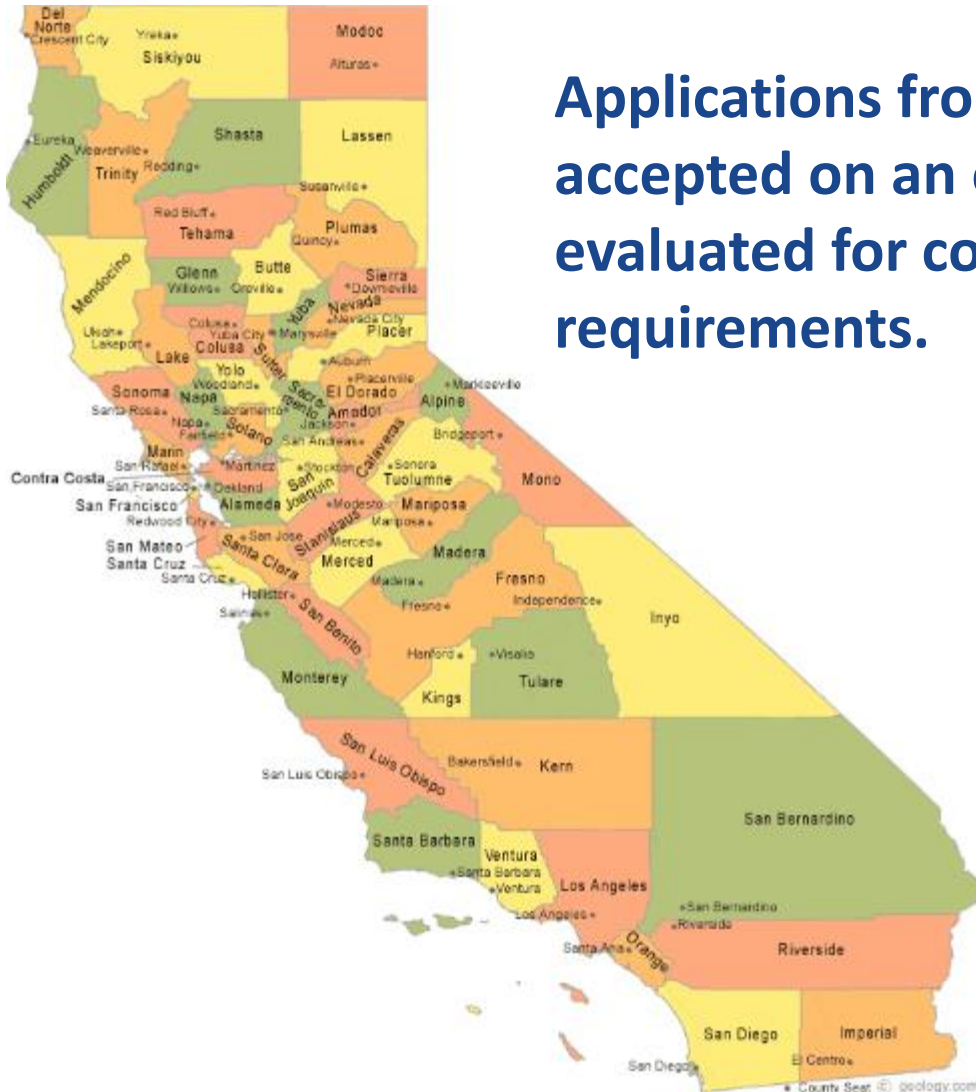 Del
Norte
Crescent City
Yreka
Siskiyou
Modoc
Alturas
Applications fro
accepted on an
evaluated for co
requirements.
Eureka
Humboldt
Weaverville
Trinity
Redding
Shasta
Lassen
Susanville
Red Bluff
Tehama
Plumas
Quincy
Mendocino
Glenn
Willows
Butte
Oroville
Sierra
Downieville
Yuba
Nevada
Nevada City
Placer
Ukiah
Lakeport
Lake
Colusa
Colusa
Yuba City
Marysville
Sutter
Auburn
Yolo
Woodland
Placerville
El Dorado
Sonoma
Santa Rosa
Napa
Napa
Sacramento
Sacra-
mento
Amador
Jackson
Alpine
Markleeville
Fairfield
Solano
San Andreas
Calaveras
Bridgeport
Marin
San Rafael
Contra Costa
Martinez
Stockton
San
Joaquin
Sonora
Tuolumne
Mono
San Francisco
San Francisco
Oakland
Alameda
Modesto
Stanislaus
Mariposa
Mariposa
Redwood City
San Mateo
San Jose
Santa Clara
Merced
Merced
Madera
Madera
Santa Cruz
Santa Cruz
Hollister
San Benito
Salinas
Fresno
Fresno
Independence
Inyo
Monterey
Hanford
Kings
Visalia
Tulare
San Luis Obispo
San Luis Obispo
Bakersfield
Kern
San Bernardino
Santa Barbara
Santa Barbara
Ventura
Ventura
Los Angeles
Los Angeles
San Bernardino
Riverside
Riverside
Santa Ana
Orange
San Diego
San Diego
Imperial
El Centro
County Seat © geology.com